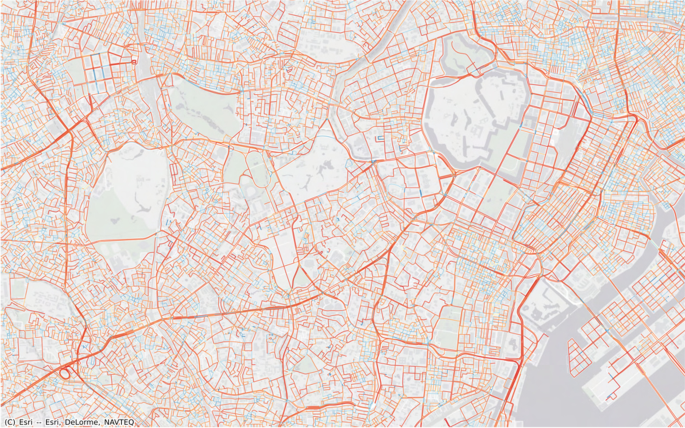 (C) Esri -- Esri, DeLorme, NAVTEQ